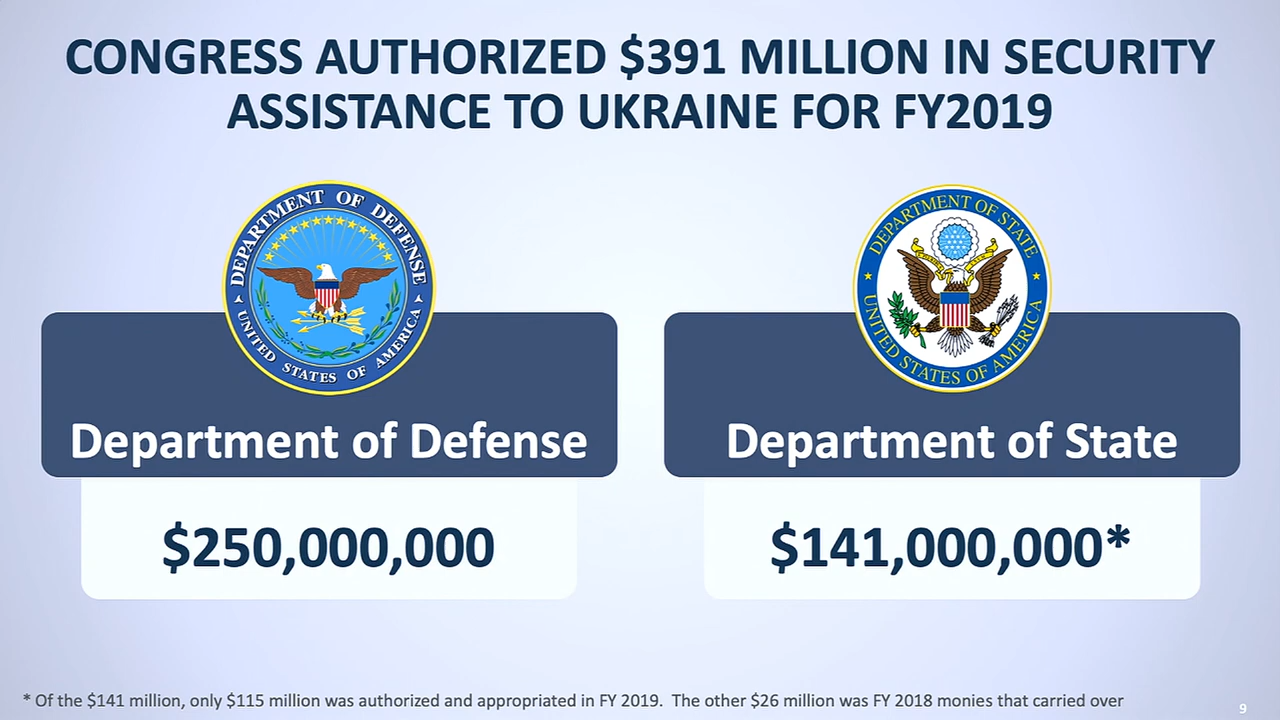 CONGRESS AUTHORIZED $391 MILLION IN SECURITY
ASSISTANCE TO UKRAINE FOR FY2019
DEPARTMENT OF DEFENSE
UNITED STATES OF AMERICA
DEPARTMENT OF STATE
UNITED STATES OF AMERICA
Department of Defense
Department of State
$250,000,000
$141,000,000*
* Of the $141 million, only $115 million was authorized and appropriated in FY 2019. The other $26 million was FY 2018 monies that carried over
9